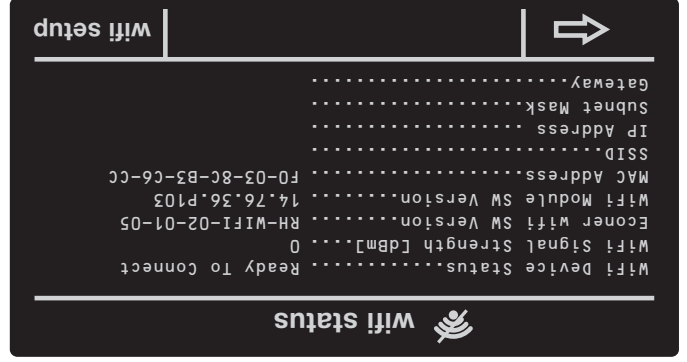 wifi status
Wifi Device Status.............. Ready To Connect
Wifi Signal Strength [dBm].... 0
Econer wifi SW Version......... RH-WIFI-02-01-05
WiFi Module SW Version.........14.76.36.P103
MAC Address.................... F0-03-8C-B3-C6-CC
SSID............................
IP Address .....................
Subnet Mask.....................
Gateway.........................
wifi setup